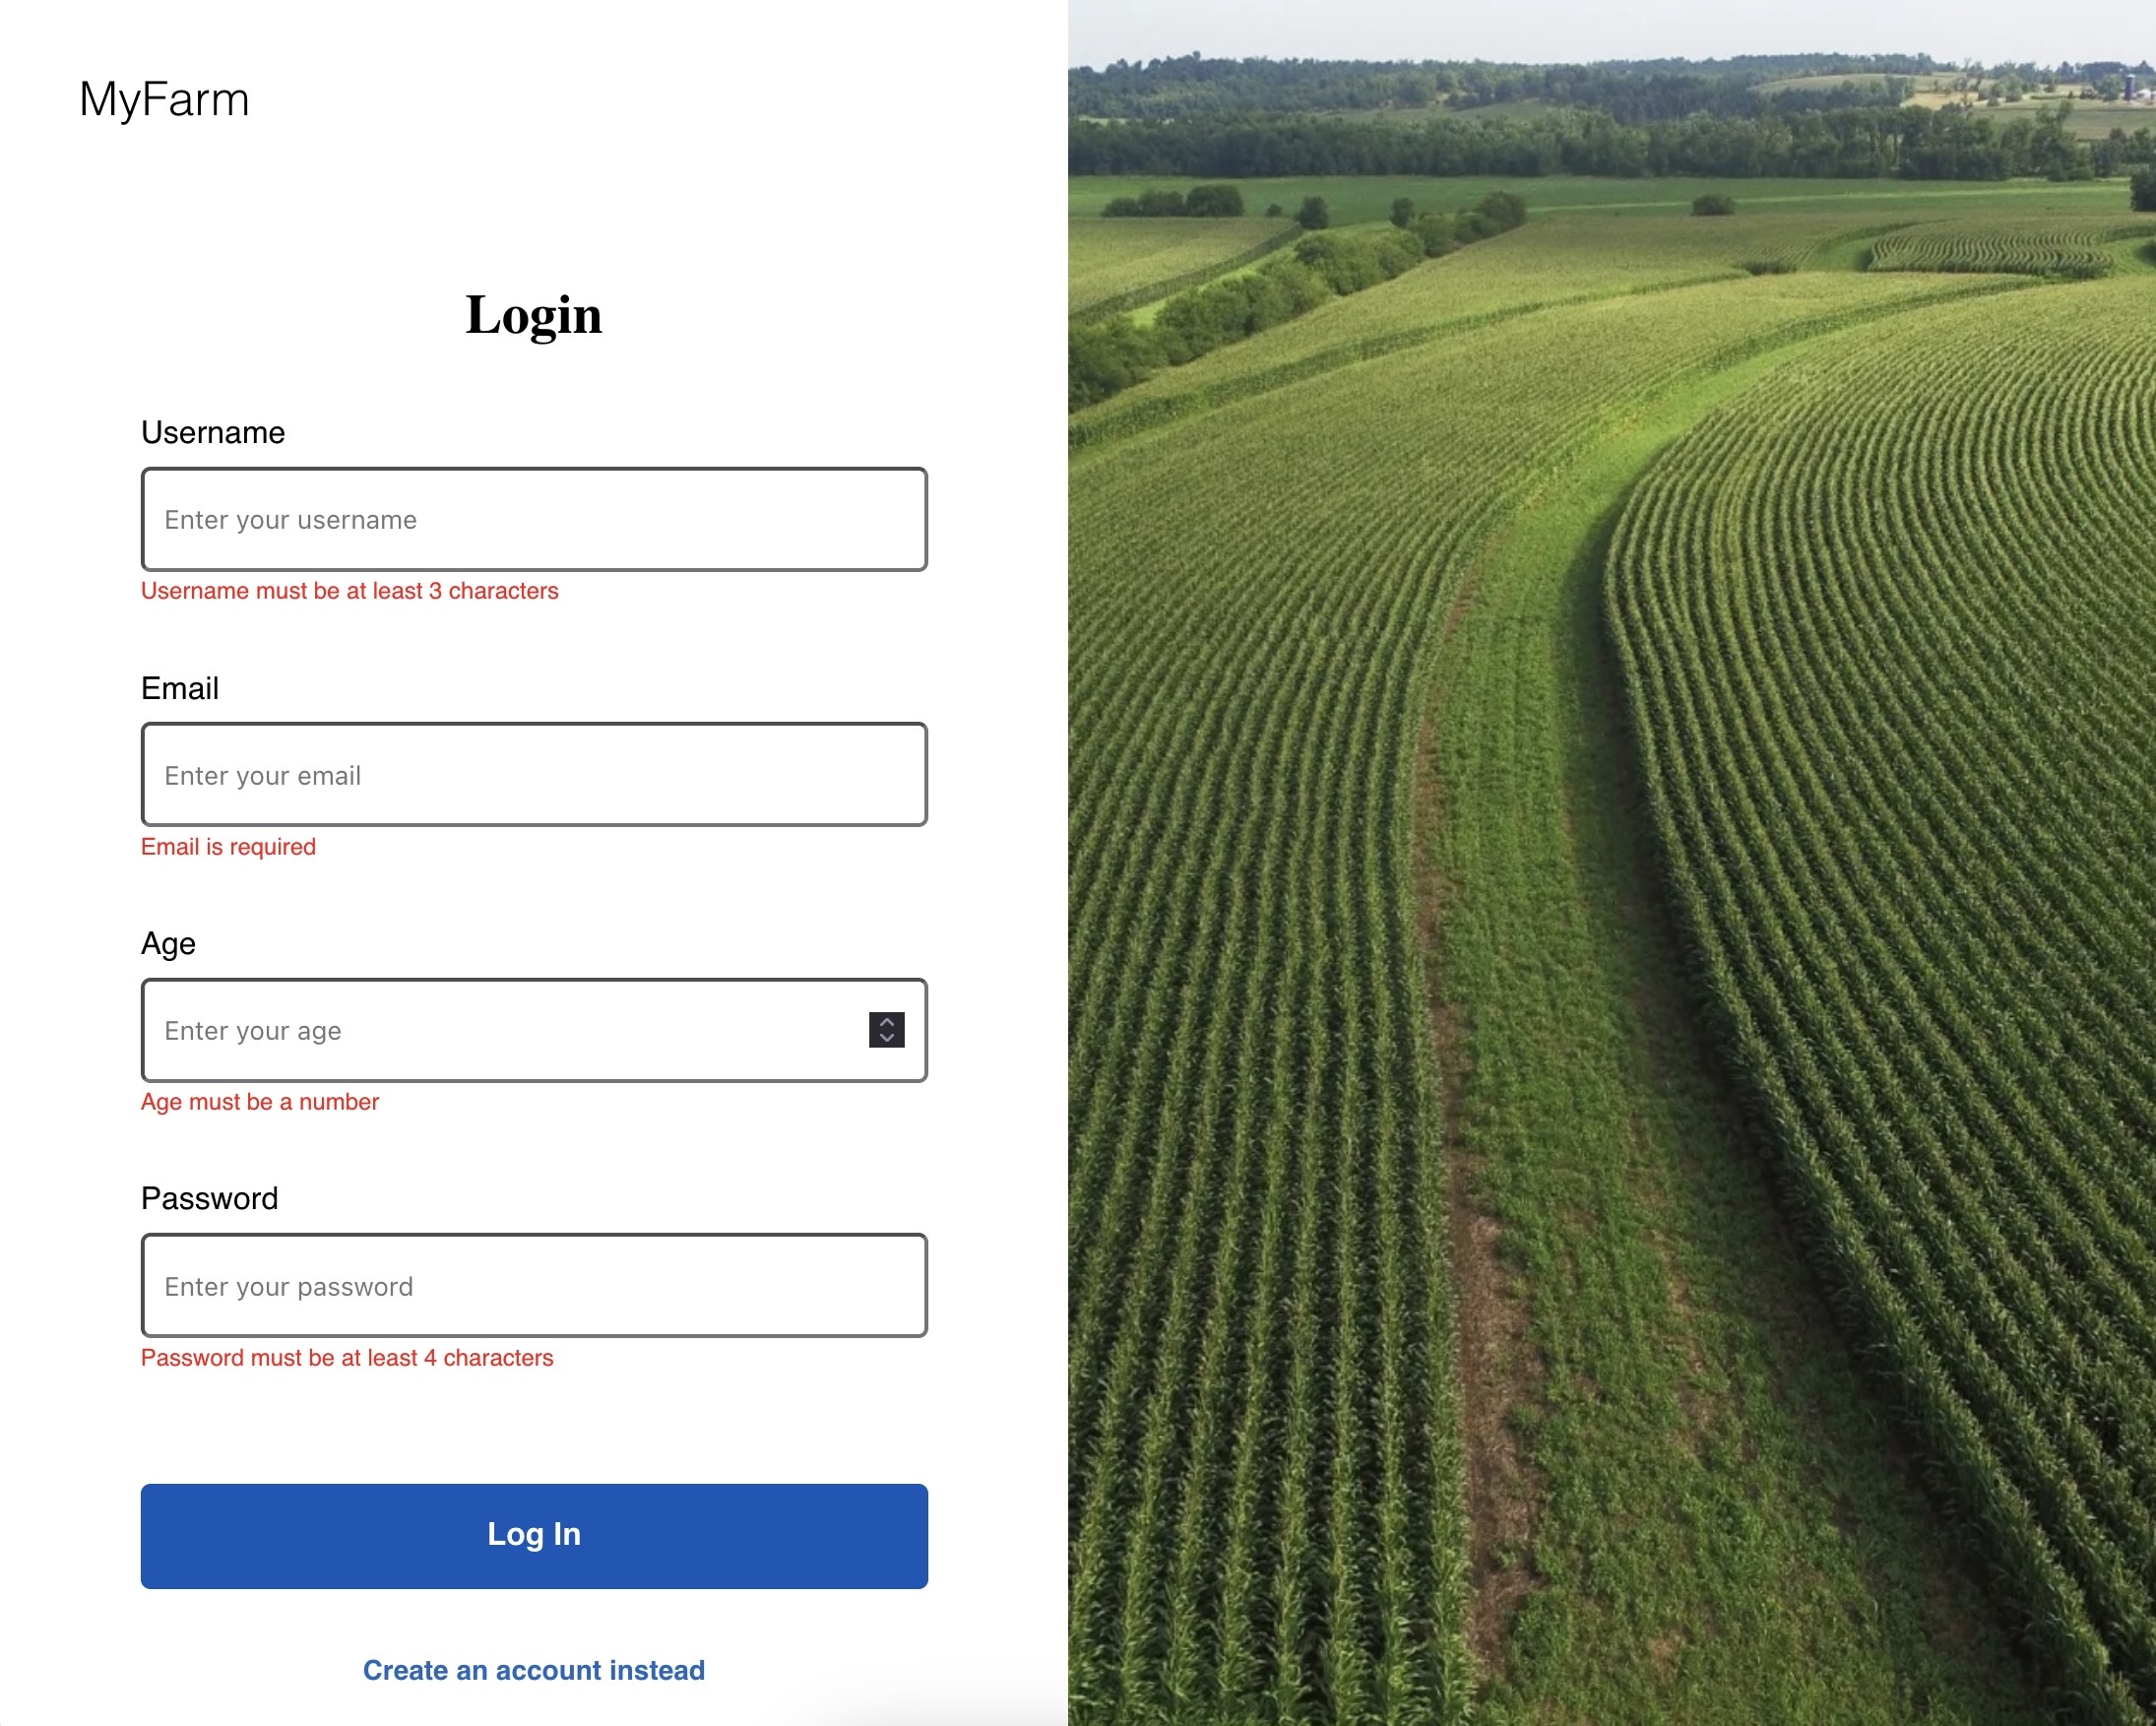 MyFarm
Login
Username
Enter your username
Username must be at least 3 characters
Email
Enter your email
Email is required
Age
Enter your age
Age must be a number
Password
Enter your password
Password must be at least 4 characters
Log In
Create an account instead